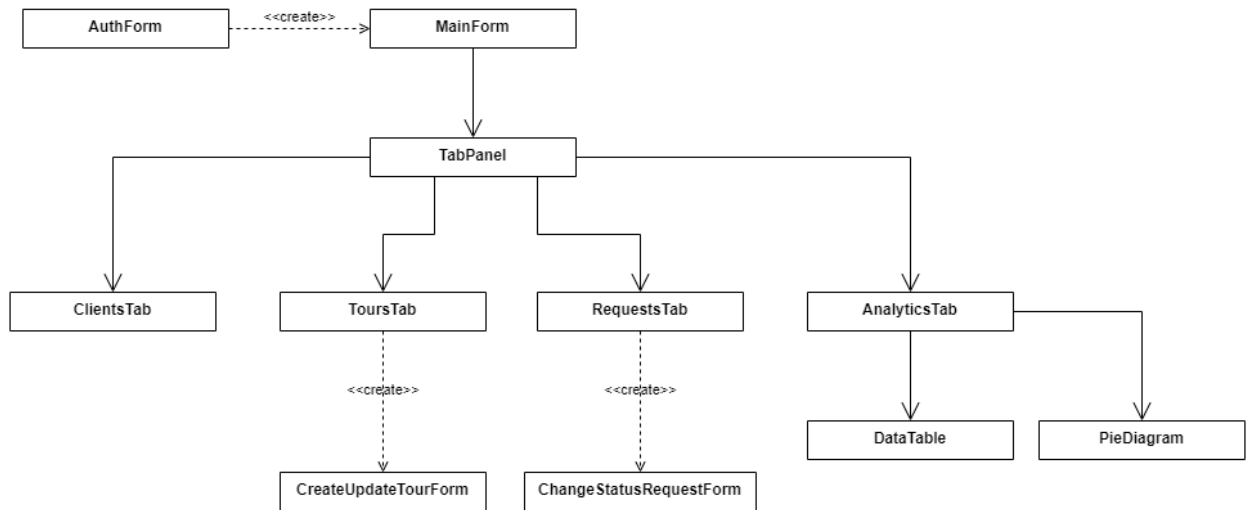 <<create>>
AuthForm
MainForm
TabPanel
ClientsTab
ToursTab
RequestsTab
AnalyticsTab
<<create>>
<<create>>
DataTable
PieDiagram
CreateUpdateTourForm
ChangeStatusRequestForm